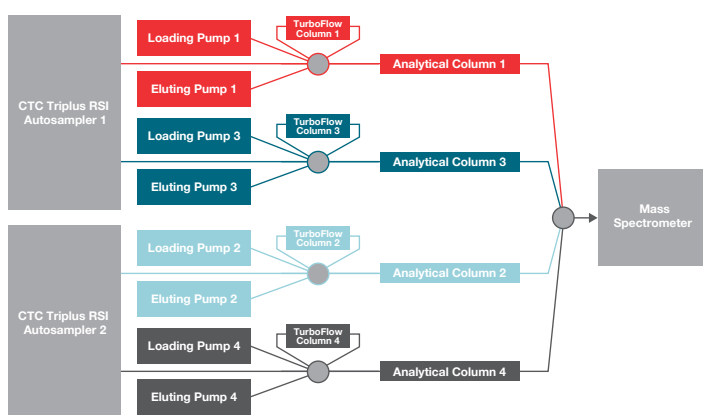 CTC Triplus RSI
Autosampler 1
Loading Pump 1
Eluting Pump 1
TurboFlow
Column 1
Analytical Column 1
Loading Pump 3
Eluting Pump 3
TurboFlow
Column 3
Analytical Column 3
CTC Triplus RSI
Autosampler 2
Loading Pump 2
Eluting Pump 2
TurboFlow
Column 2
Analytical Column 2
Loading Pump 4
Eluting Pump 4
TurboFlow
Column 4
Analytical Column 4
Mass
Spectrometer